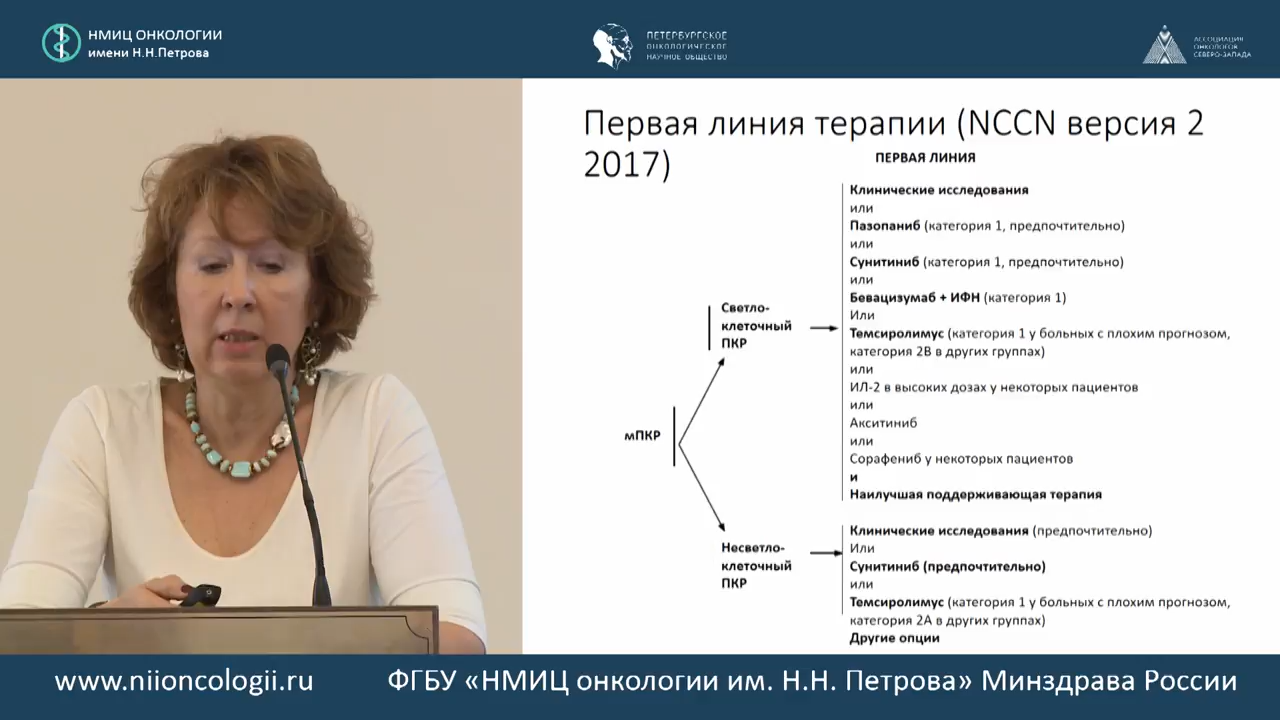 НМИЦ ОНКОЛОГИИ
имени Н.Н.Петрова
ПЕТЕРБУРГСКОЕ
ОНКОЛОГИЧЕСКОЕ
НАУЧНОЕ ОБЩЕСТВО
АССОЦИАЦИЯ
ОНКОЛОГОВ
СЕВЕРО-ЗАПАДА
Первая линия терапии (NCCN версия 2
2017)
ПЕРВАЯ ЛИНИЯ
Клинические исследования
или
Пазопаниб (категория 1, предпочтительно)
или
Сунитиниб (категория 1, предпочтительно)
или
Бевацизумаб + ИФН (категория 1)
Или
Темсиролимус (категория 1 у больных с плохим прогнозом,
категория 2В в других группах)
или
ИЛ-2 в высоких дозах у некоторых пациентов
или
Акситиниб
или
Сорафениб у некоторых пациентов
и
Наилучшая поддерживающая терапия
Светло-
клеточный
ПКР
мПКР
Несветло-
клеточный
ПКР
Клинические исследования (предпочтительно)
Или
Сунитиниб (предпочтительно)
или
Темсиролимус (категория 1 у больных с плохим прогнозом,
категория 2А в других группах)
Другие опции
www.niioncologii.ru
ФГБУ «НМИЦ онкологии им. Н.Н. Петрова» Минздрава России